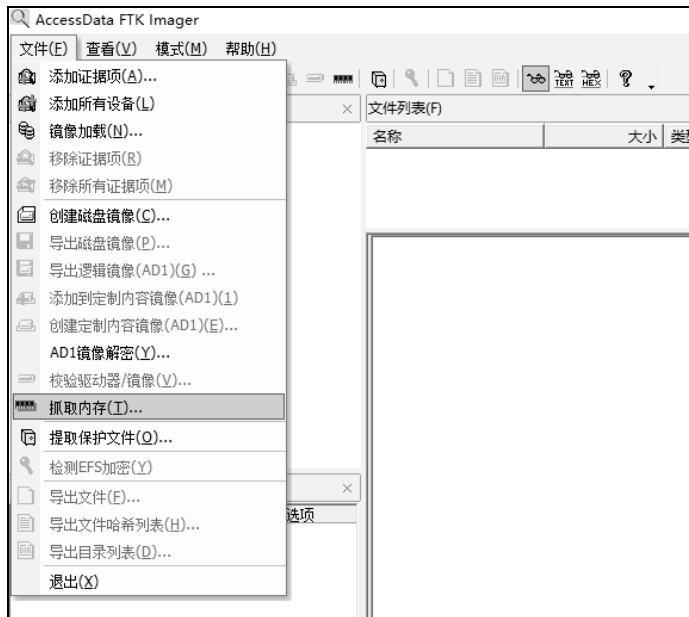 AccessData FTK Imager
文件(F) 查看(V) 模式(M) 帮助(H)
添加证据项(A)...
添加所有设备(L)
镜像加载(N)...
移除证据项(R)
移除所有证据项(M)
创建磁盘镜像(C)...
导出磁盘镜像(P)...
导出逻辑镜像(AD1)(G) ...
添加到定制内容镜像(AD1)(1)
创建定制内容镜像(AD1)(E)...
AD1镜像解密(Y)...
校验驱动器/镜像(V)...
抓取内存(T)...
提取保护文件(O)...
检测EFS加密(Y)
导出文件(F)...
导出文件哈希列表(H)...
导出目录列表(D)...
退出(X)
TEXT HEX
文件列表(F)
名称 大小 类型
选项